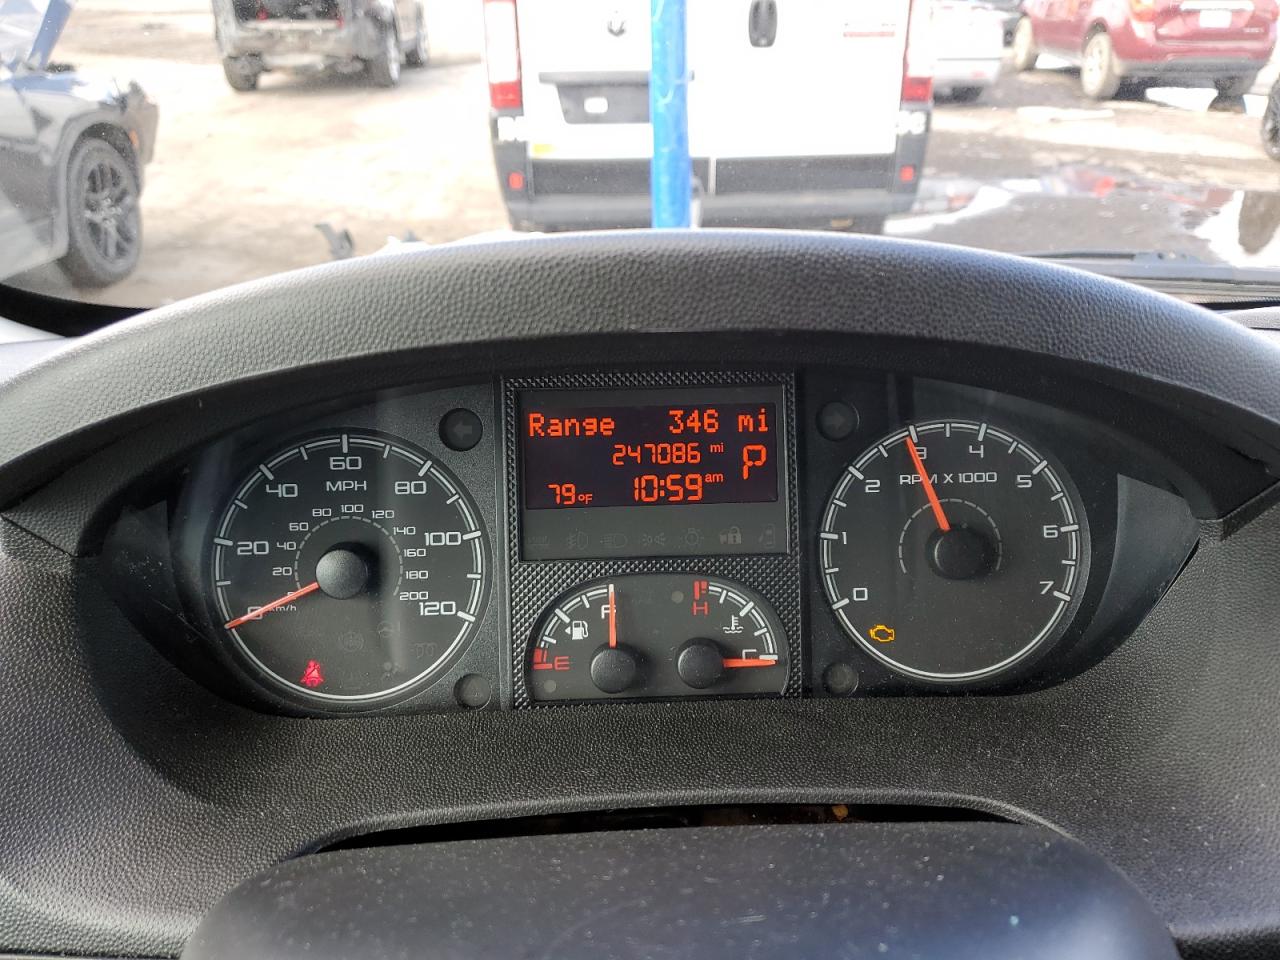 Range 346 mi
247086 mi P
79°F 10:59 am
0 20 40 60 80 100 120
MPH
20 40 60 80 100 120 140 160 180 200
km/h
E F
H C
0 1 2 3 4 5 6 7
RPM X 1000